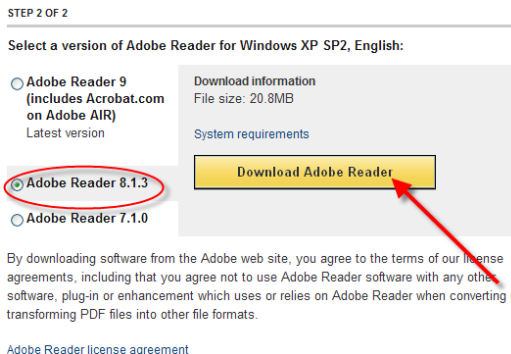 STEP 2 OF 2
Select a version of Adobe Reader for Windows XP SP2, English:
Adobe Reader 9
(includes Acrobat.com
on Adobe AIR)
Latest version
Adobe Reader 8.1.3
Adobe Reader 7.1.0
Download information
File size: 20.8MB
System requirements
Download Adobe Reader
By downloading software from the Adobe web site, you agree to the terms of our license
agreements, including that you agree not to use Adobe Reader software with any other
software, plug-in or enhancement which uses or relies on Adobe Reader when converting
transforming PDF files into other file formats.
Adobe Reader license agreement